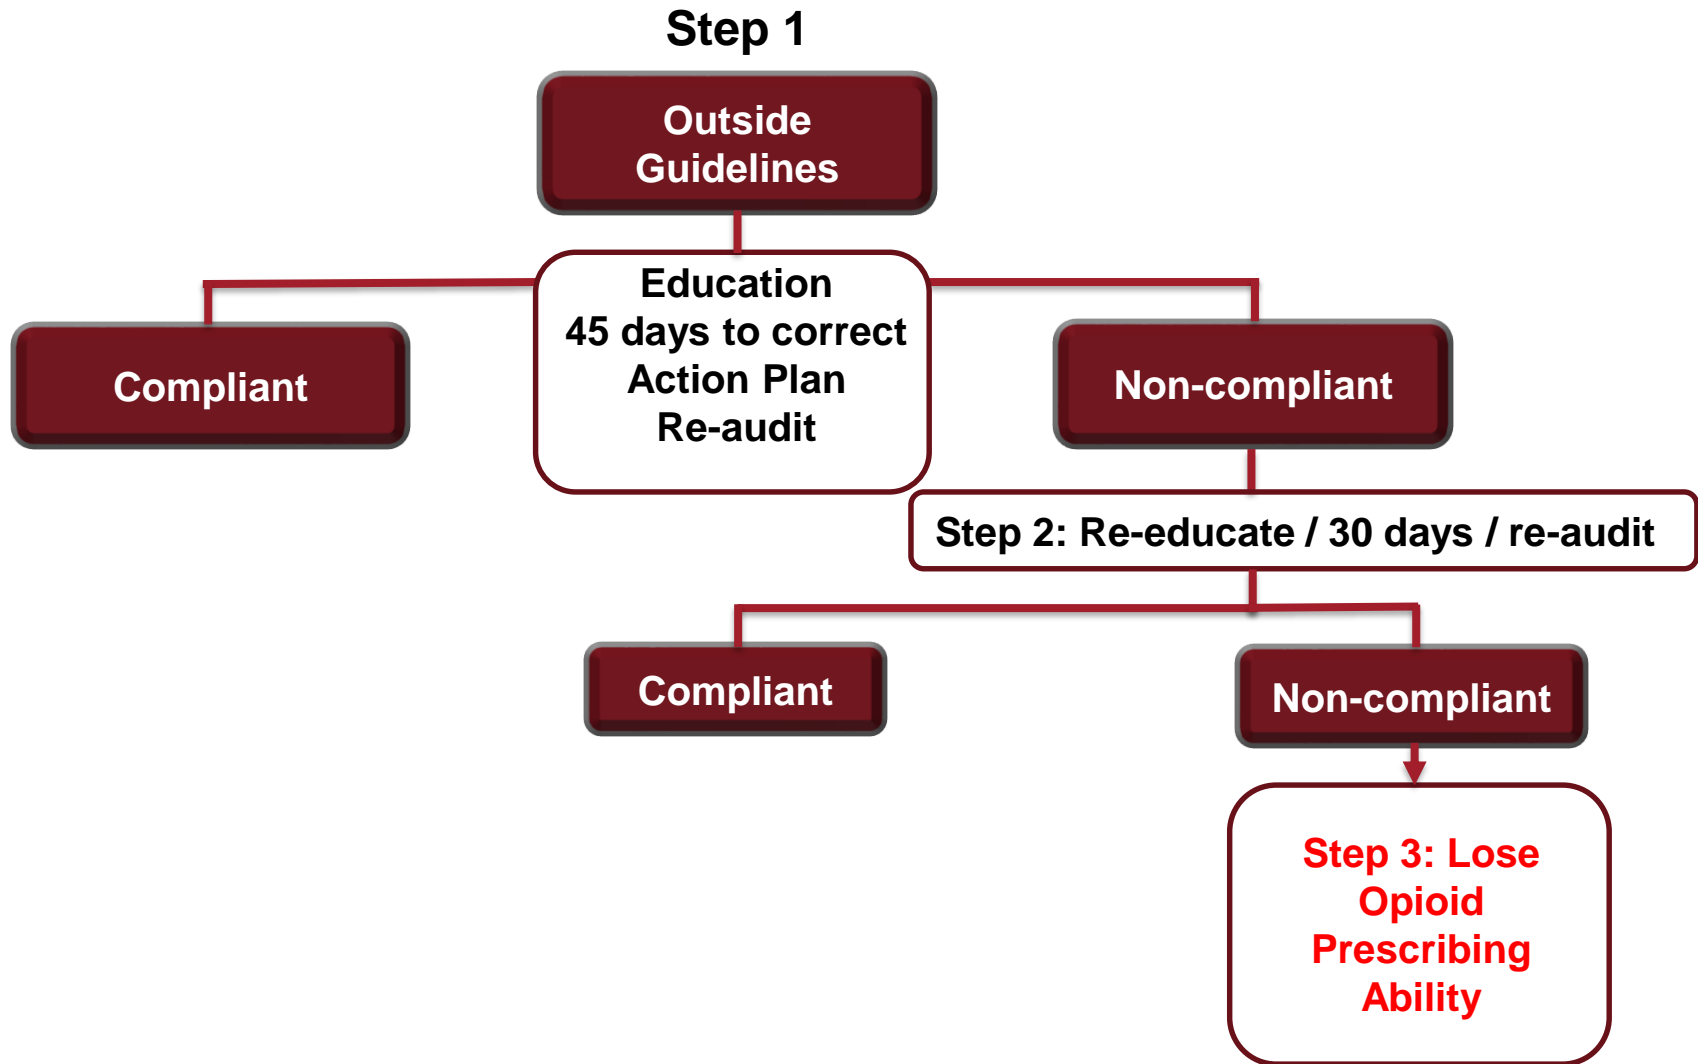 Step 1
Outside
Guidelines
Education
45 days to correct
Action Plan
Re-audit
Compliant
Non-compliant
Step 2: Re-educate / 30 days / re-audit
Compliant
Non-compliant
Step 3: Lose
Opioid
Prescribing
Ability